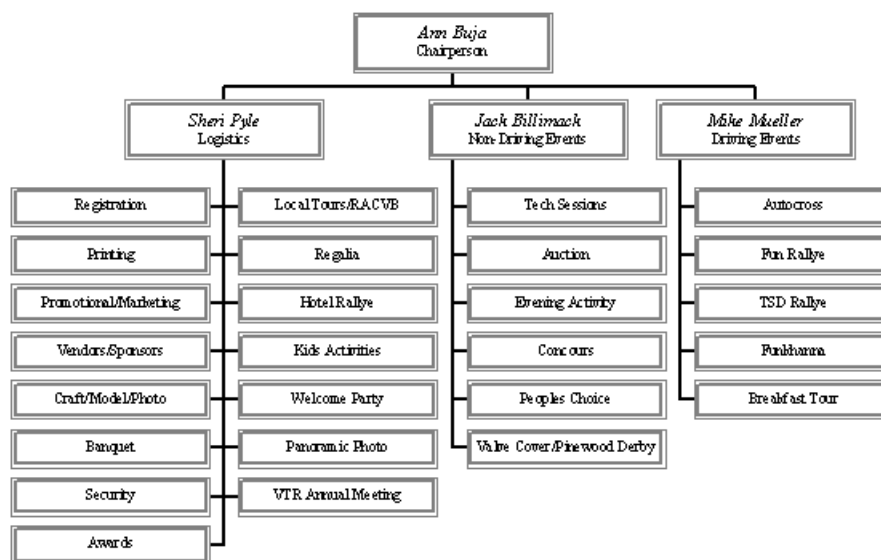 Ann Buja
Chairperson
Sheri Pyle
Logistics
Jack Billimack
Non-Driving Events
Mike Mueller
Driving Events
Registration
Local Tours/RACVB
Tech Sessions
Autocross
Printing
Regalia
Auction
Fun Rallye
Promotional/Marketing
Hotel Rallye
Evening Activity
TSD Rallye
Vendors/Sponsors
Kids Activities
Concours
Funkhanna
Craft/Model/Photo
Welcome Party
Peoples Choice
Breakfast Tour
Banquet
Panoramic Photo
Valve Cover/Pinewood Derby
Security
VTR Annual Meeting
Awards